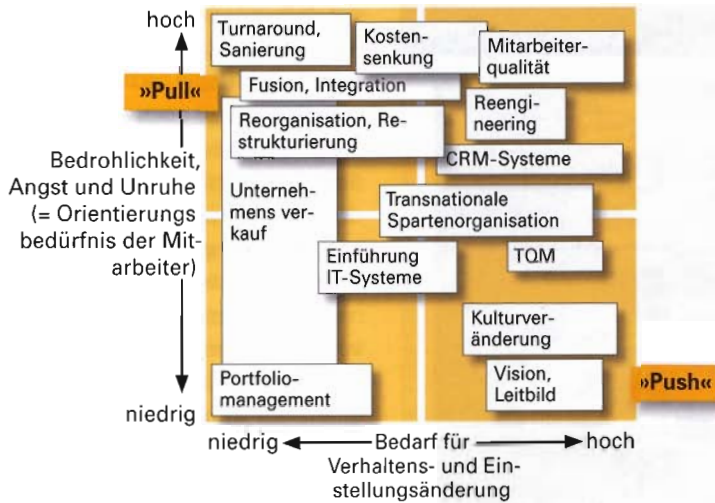 hoch
Turnaround,
Sanierung
Kosten-
senkung
Mitarbeiter-
qualität
»Pull«
Fusion, Integration
Reengi-
neering
Reorganisation, Re-
strukturierung
CRM-Systeme
Bedrohlichkeit,
Angst und Unruhe
(= Orientierungs
bedürfnis der Mit-
arbeiter)
Unterneh-
mens ver-
kauf
Transnationale
Spartenorganisation
Einführung
IT-Systeme
TQM
Kulturver-
änderung
Portfolio-
management
Vision,
Leitbild
»Push«
niedrig
niedrig
Bedarf für
hoch
Verhaltens- und Ein-
stellungsänderung